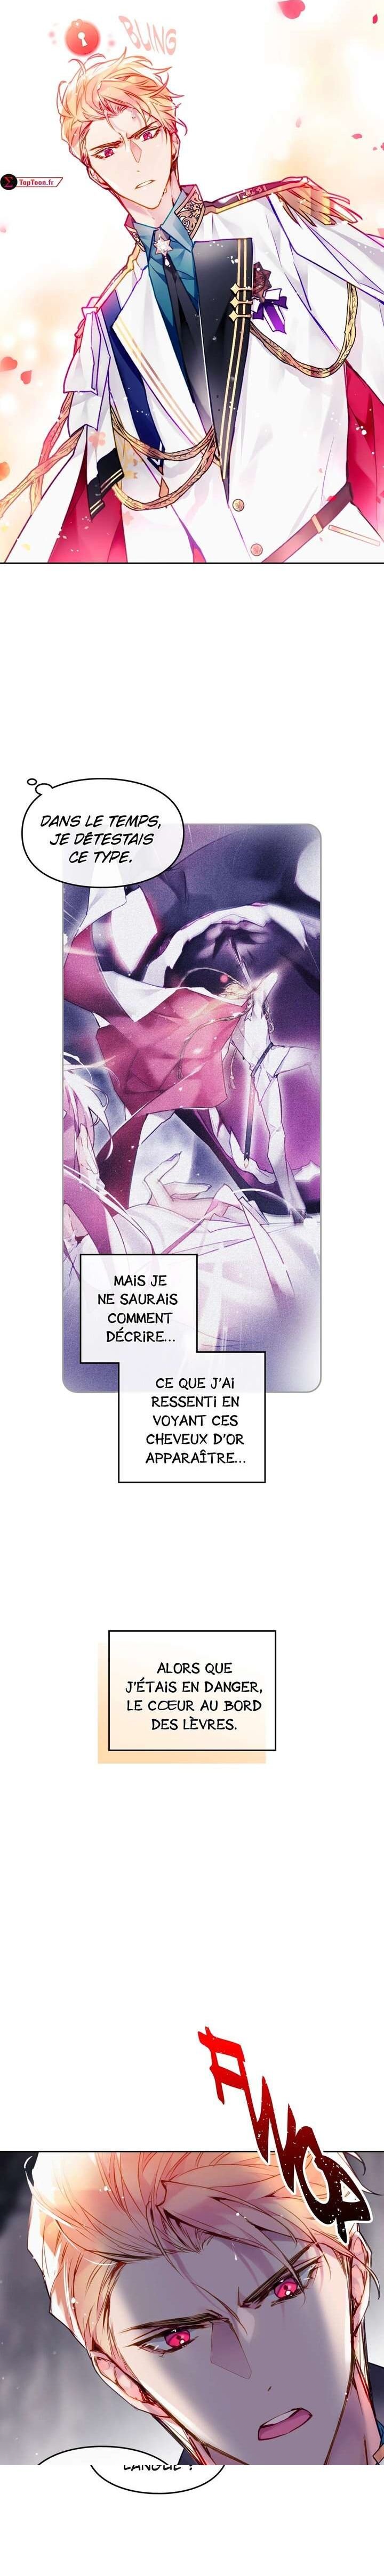 BLING
TopToon.fr
DANS LE TEMPS,
JE DÉTESTAIS
CE TYPE.
MAIS JE
NE SAURAIS
COMMENT
DÉCRIRE...
CE QUE J'AI
RESSENTI EN
VOYANT CES
CHEVEUX D'OR
APPARAÎTRE...
ALORS QUE
J'ÉTAIS EN DANGER,
LE CŒUR AU BORD
DES LÈVRES.